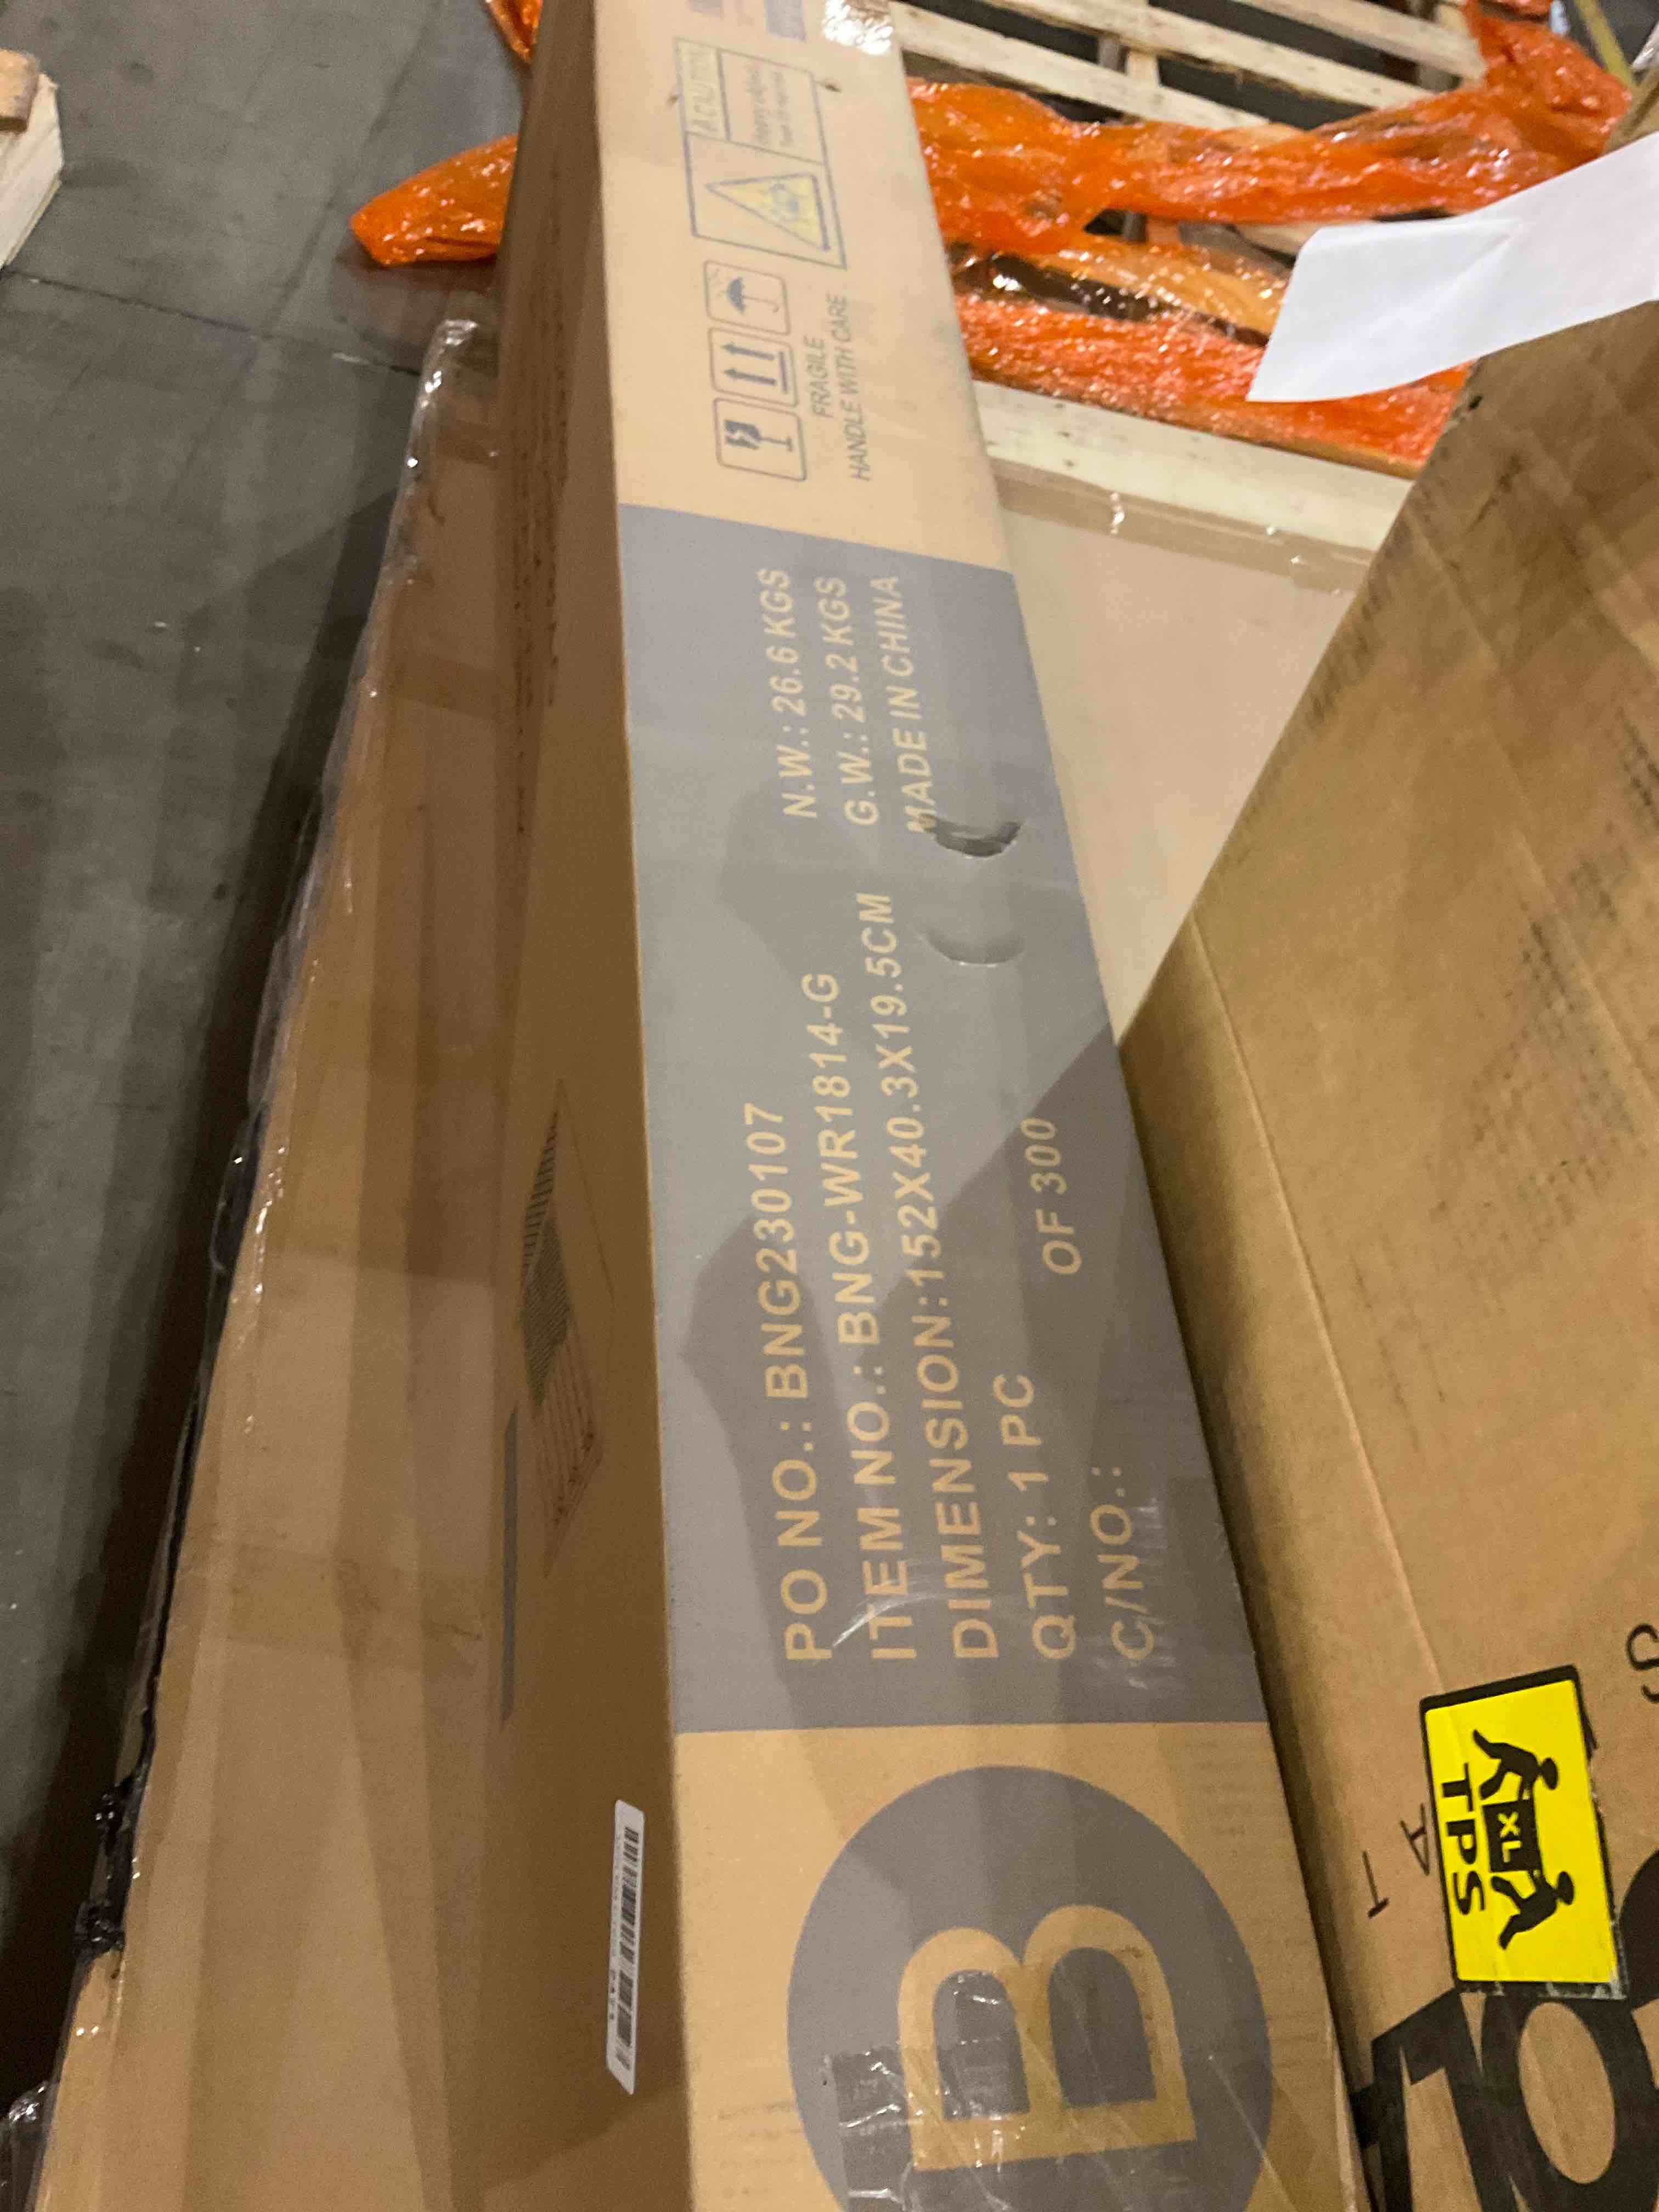 PO NO.: BNG230107
ITEM NO.: BNG-WR1814-G
DIMENSION:152X40.3X19.5CM
QTY: 1 PC
C/NO.: OF 300
N.W.: 26.6 KGS
G.W.: 29.2 KGS
MADE IN CHINA
FRAGILE
HANDLE WITH CARE
CAUTION
B
XL
TPS